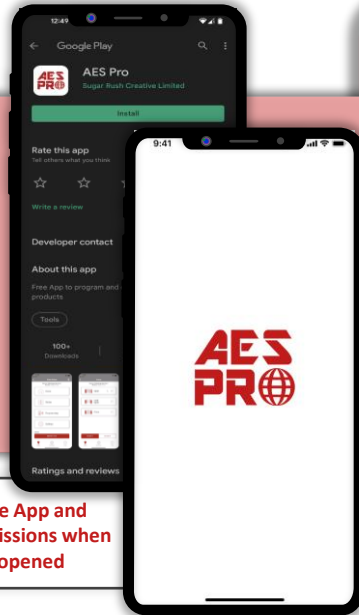 12:49
Google Play
AES
PRO
AES Pro
Sugar Rush Creative Limited
Install
Rate this app
Tell others what you think
Write a review
Developer contact
About this app
Free App to program and
products
Tools
100+
Downloads
Ratings and reviews
9:41
AES
PRO
e App and
issions when
opened